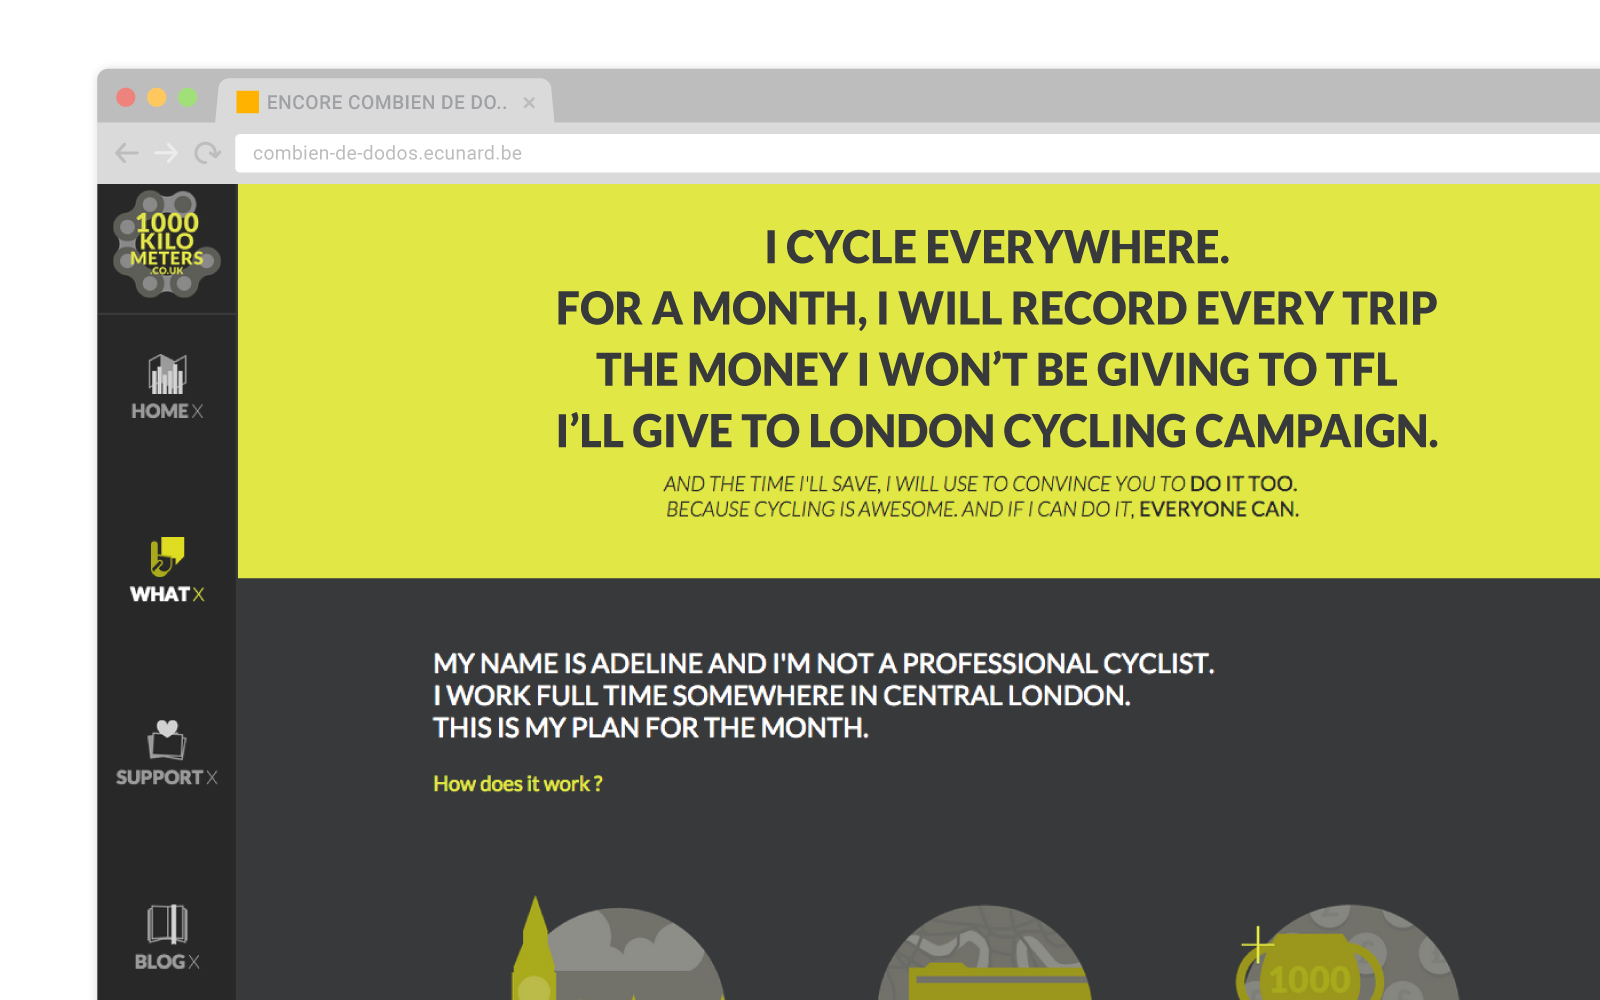 ENCORE COMBIEN DE DO..
combien-de-dodos.ecunard.be
1000
KILO
METERS
.CO.UK
HOME X
WHAT X
SUPPORT X
BLOG X
I CYCLE EVERYWHERE.
FOR A MONTH, I WILL RECORD EVERY TRIP
THE MONEY I WON’T BE GIVING TO TFL
I’LL GIVE TO LONDON CYCLING CAMPAIGN.
AND THE TIME I'LL SAVE, I WILL USE TO CONVINCE YOU TO DO IT TOO.
BECAUSE CYCLING IS AWESOME. AND IF I CAN DO IT, EVERYONE CAN.
MY NAME IS ADELINE AND I'M NOT A PROFESSIONAL CYCLIST.
I WORK FULL TIME SOMEWHERE IN CENTRAL LONDON.
THIS IS MY PLAN FOR THE MONTH.
How does it work ?
1000